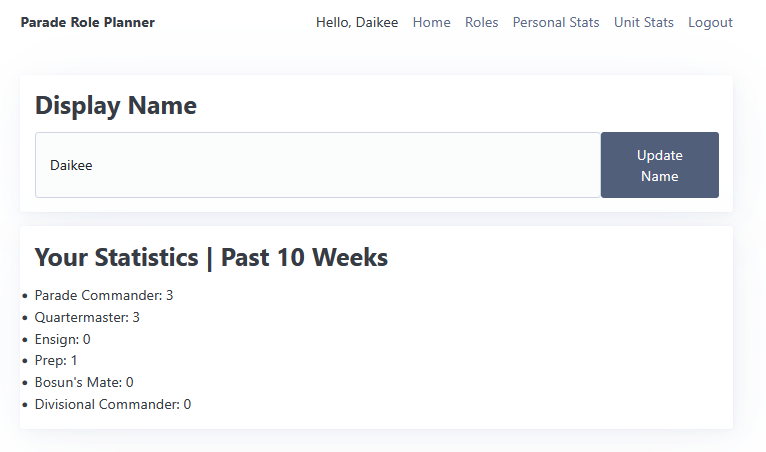 Parade Role Planner Hello, Daikee Home Roles Personal Stats Unit Stats Logout
Display Name
Daikee
Update
Name
Your Statistics | Past 10 Weeks
• Parade Commander: 3
• Quartermaster: 3
• Ensign: 0
• Prep: 1
• Bosun's Mate: 0
• Divisional Commander: 0